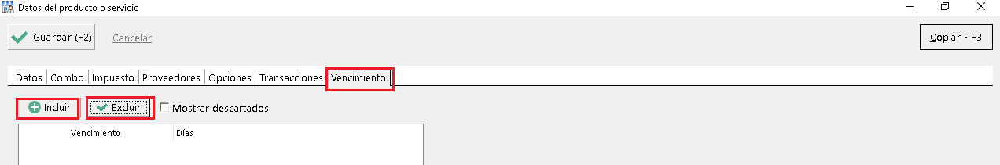 Datos del producto o servicio
Guardar (F2) Cancelar Copiar - F3
Datos Combo Impuesto Proveedores Opciones Transacciones Vencimiento
Incluir Excluir Mostrar descartados
Vencimiento Días